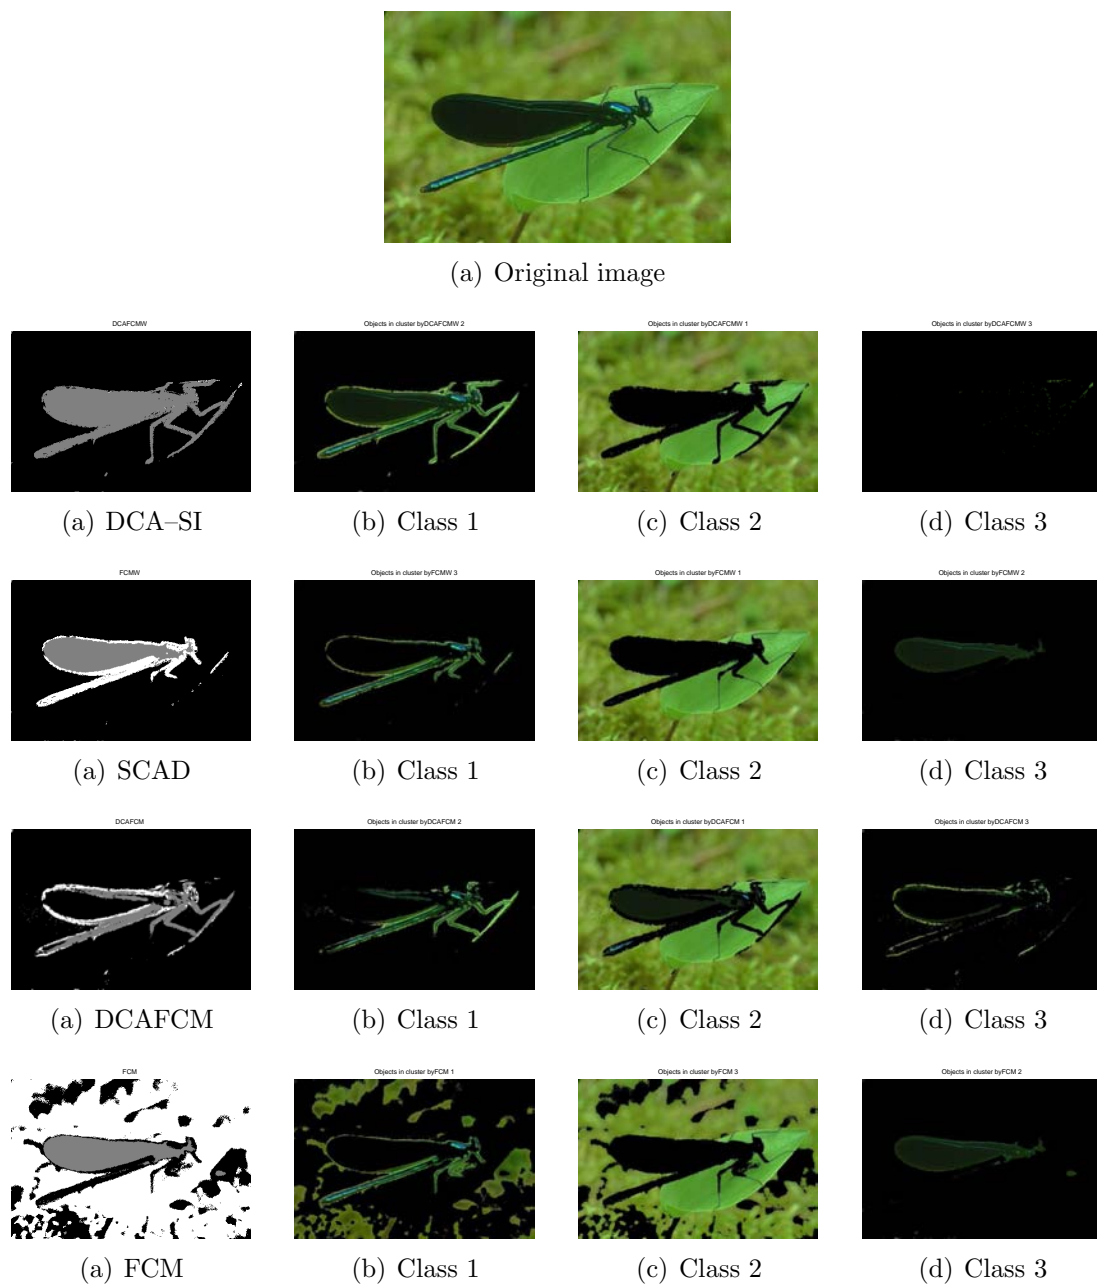 (a) Original image
DCAFCMW
Objects in cluster byDCAFCMW 2
Objects in cluster byDCAFCMW 1
Objects in cluster byDCAFCMW 3
(a) DCA–SI
(b) Class 1
(c) Class 2
(d) Class 3
FCMW
Objects in cluster byFCMW 3
Objects in cluster byFCMW 1
Objects in cluster byFCMW 2
(a) SCAD
(b) Class 1
(c) Class 2
(d) Class 3
DCAFCM
Objects in cluster byDCAFCM 2
Objects in cluster byDCAFCM 1
Objects in cluster byDCAFCM 3
(a) DCAFCM
(b) Class 1
(c) Class 2
(d) Class 3
FCM
Objects in cluster byFCM 1
Objects in cluster byFCM 3
Objects in cluster byFCM 2
(a) FCM
(b) Class 1
(c) Class 2
(d) Class 3